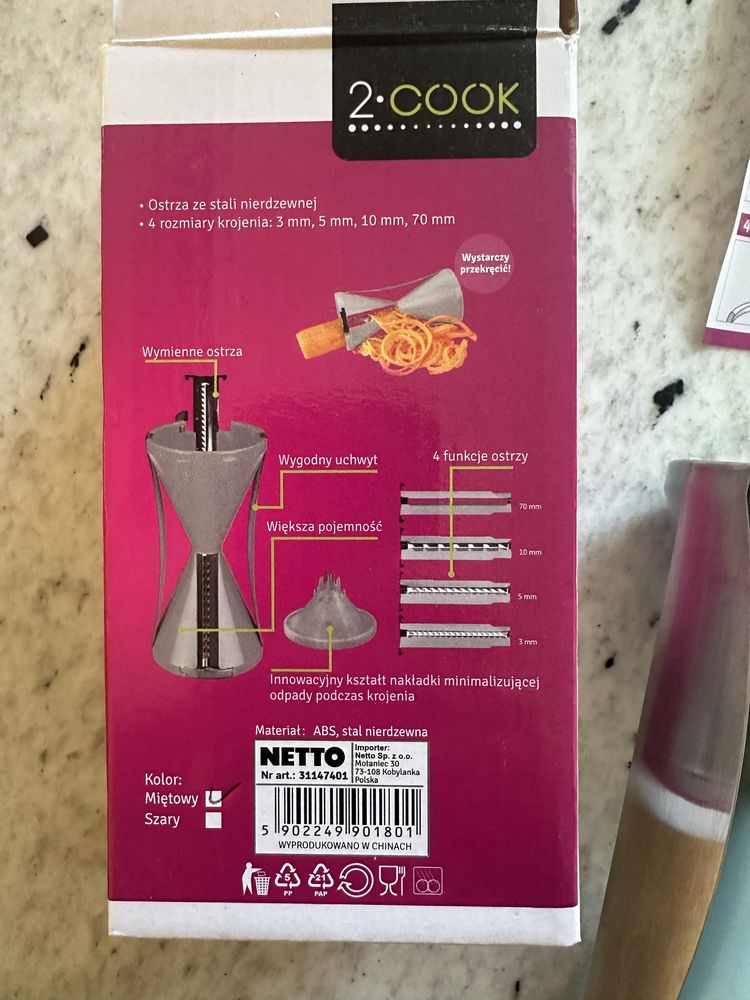 2·COOK
• Ostrza ze stali nierdzewnej
• 4 rozmiary krojenia: 3 mm, 5 mm, 10 mm, 70 mm
Wystarczy
przekręcić!
Wymienne ostrza
Wygodny uchwyt
4 funkcje ostrzy
70 mm
Większa pojemność
10 mm
5 mm
3 mm
Innowacyjny kształt nakładki minimalizującej
odpady podczas krojenia
Materiał: ABS, stal nierdzewna
NETTO
Nr art.: 31147401
Importer:
Netto Sp. z o.o.
Motaniec 30
73-108 Kobylanka
Polska
Kolor:
Miętowy
Szary
5 902249 901801
WYPRODUKOWANO W CHINACH
5
PP
21
PAP
4